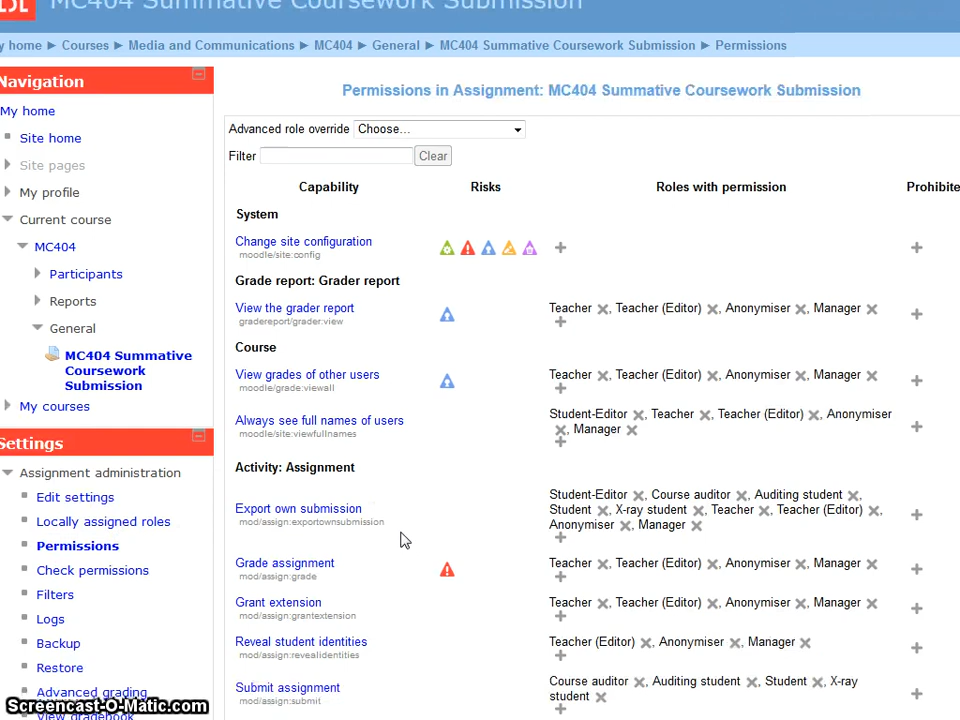 MC404 Summative Coursework Submission
y home ► Courses ► Media and Communications ► MC404 ► General ► MC404 Summative Coursework Submission ► Permissions
Navigation
My home
Site home
Site pages
My profile
Current course
MC404
Participants
Reports
General
MC404 Summative
Coursework
Submission
My courses
Settings
Assignment administration
Edit settings
Locally assigned roles
Permissions
Check permissions
Filters
Logs
Backup
Restore
Advanced grading
View gradebook
Screencast-O-Matic.com
Permissions in Assignment: MC404 Summative Coursework Submission
Advanced role override Choose...
Filter Clear
Capability Risks Roles with permission Prohibite
System
Change site configuration
moodle/site:config
Grade report: Grader report
View the grader report Teacher , Teacher (Editor) , Anonymiser , Manager
gradereport/grader:view
Course
View grades of other users Teacher , Teacher (Editor) , Anonymiser , Manager
moodle/grade:viewall
Always see full names of users Student-Editor , Teacher , Teacher (Editor) , Anonymiser
moodle/site:viewfullnames , Manager
Activity: Assignment
Export own submission Student-Editor , Course auditor , Auditing student ,
mod/assign:exportownsubmission Student , X-ray student , Teacher , Teacher (Editor) ,
Anonymiser , Manager
Grade assignment Teacher , Teacher (Editor) , Anonymiser , Manager
mod/assign:grade
Grant extension Teacher , Teacher (Editor) , Anonymiser , Manager
mod/assign:grantextension
Reveal student identities Teacher (Editor) , Anonymiser , Manager
mod/assign:revealidentities
Submit assignment Course auditor , Auditing student , Student , X-ray
mod/assign:submit student